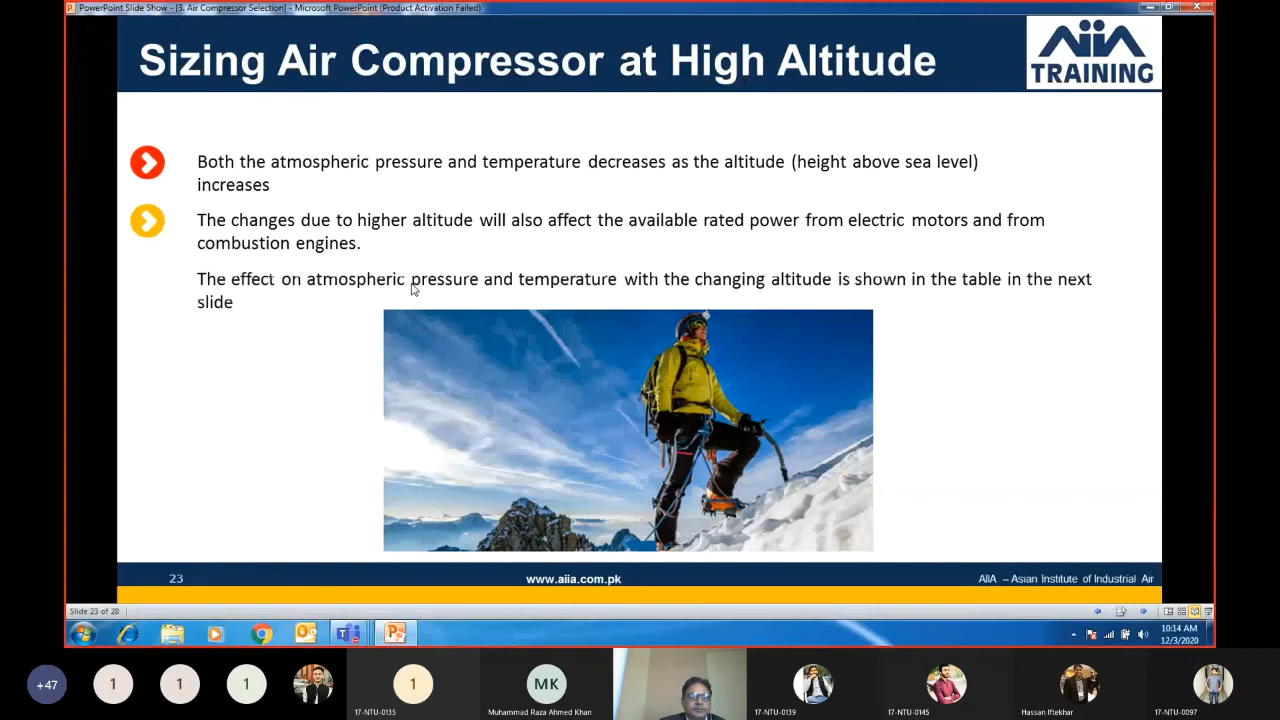 PowerPoint Slide Show - [3. Air Compressor Selection] - Microsoft PowerPoint (Product Activation Failed)
Sizing Air Compressor at High Altitude
AiiA
TRAINING
Both the atmospheric pressure and temperature decreases as the altitude (height above sea level)
increases
The changes due to higher altitude will also affect the available rated power from electric motors and from
combustion engines.
The effect on atmospheric pressure and temperature with the changing altitude is shown in the table in the next
slide
23
www.aiia.com.pk
AIIA – Asian Institute of Industrial Air
Slide 23 of 28
10:14 AM
12/3/2020
+47
1
1
1
1
MK
17-NTU-0135
Muhammad Raza Ahmed Khan
17-NTU-0139
17-NTU-0145
Hassan Iftekhar
17-NTU-0097